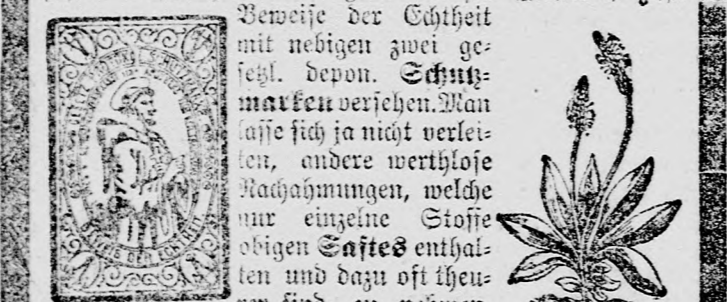 Beweise der Echtheit
mit nebigen zwei ge-
setzl. depon. Schutz-
marken versehen. Man
lasse sich ja nicht verlei-
ten, andere werthlose
Nachahmungen, welche
nur einzelne Stoffe
obigen Saftes enthal-
ten und dazu oft theu-